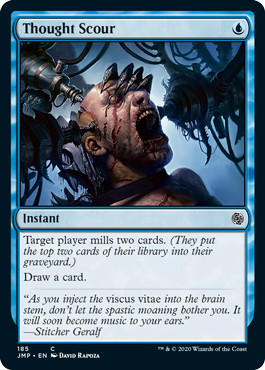 Thought Scour
Instant
Target player mills two cards. (They put
the top two cards of their library into their
graveyard.)
Draw a card.
“As you inject the viscus vitae into the brain
stem, don’t let the spastic moaning bother you. It
will soon become music to your ears.”
—Stitcher Geralf
185 C
JMP • EN DAVID RAPOZA
™ & © 2020 Wizards of the Coast